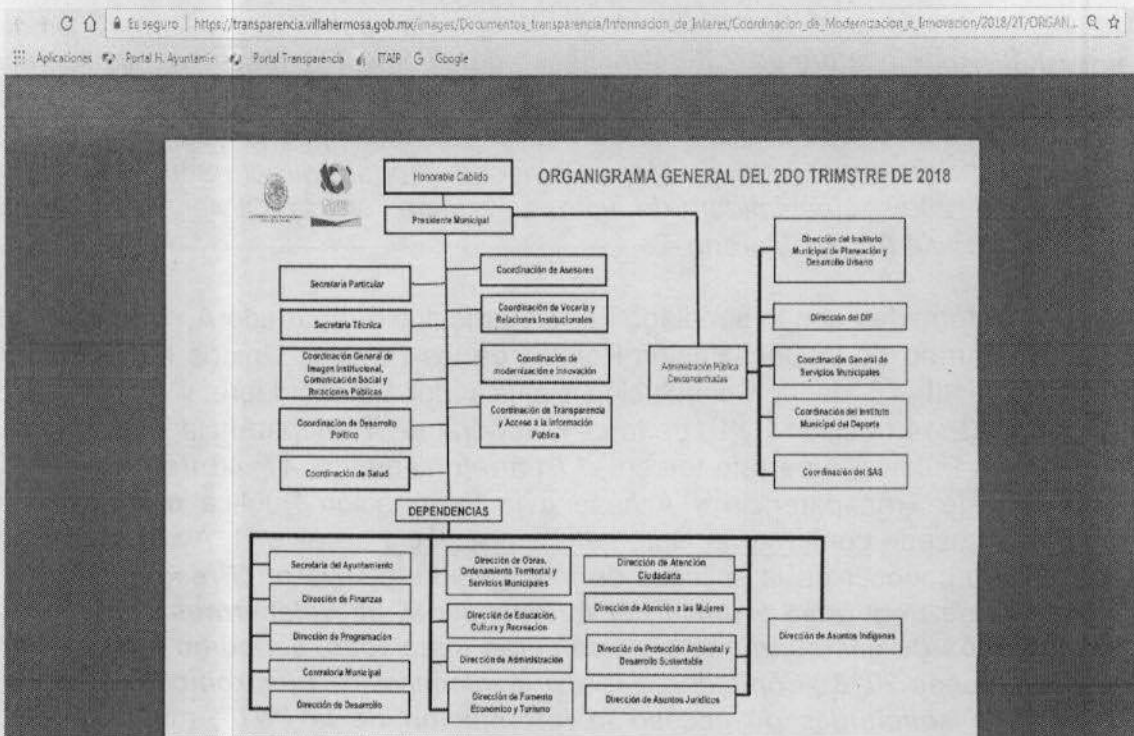 Es seguro | https://transparencia.villahermosa.gob.mx/images/Documentos_transparencia/Informacion_de_Interes/Coordinacion_de_Modernizacion_e_Innovacion/2018/2T/ORGAN...
Aplicaciones Portal H. Ayuntamie Portal Transparencia ITAIP G Google
ORGANIGRAMA GENERAL DEL 2DO TRIMSTRE DE 2018
Honorable Cabildo
Presidente Municipal
Secretaria Particular
Secretaría Técnica
Coordinación General de
Imagen Institucional,
Comunicación Social y
Relaciones Públicas
Coordinación de Desarrollo
Político
Coordinación de Salud
Coordinación de Asesores
Coordinación de Vocería y
Relaciones Institucionales
Coordinación de
modernización e Innovación
Coordinación de Transparencia
y Acceso a la Información
Pública
Administración Pública
Desconcentradas
Dirección del Instituto
Municipal de Planeación y
Desarrollo Urbano
Dirección del DIF
Coordinación General de
Servicios Municipales
Coordinación del Instituto
Municipal del Deporte
Coordinación del SAS
DEPENDENCIAS
Secretaría del Ayuntamiento
Dirección de Finanzas
Dirección de Programación
Contraloría Municipal
Dirección de Desarrollo
Dirección de Obras,
Ordenamiento Territorial y
Servicios Municipales
Dirección de Educación,
Cultura y Recreación
Dirección de Administración
Dirección de Fomento
Económico y Turismo
Dirección de Atención
Ciudadana
Dirección de Atención a las Mujeres
Dirección de Protección Ambiental y
Desarrollo Sustentable
Dirección de Asuntos Jurídicos
Dirección de Asuntos Indígenas